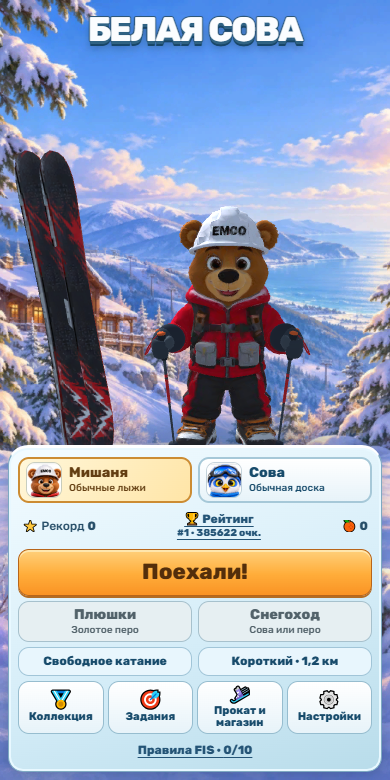 БЕЛАЯ СОВА
EMCO
EMCO
Мишаня
Обычные лыжи
Сова
Обычная доска
Рекорд 0
Рейтинг
#1 · 385622 очк.
0
Поехали!
Плюшки
Золотое перо
Снегоход
Сова или перо
Свободное катание
Короткий · 1,2 км
Коллекция
Задания
Прокат и
магазин
Настройки
Правила FIS · 0/10